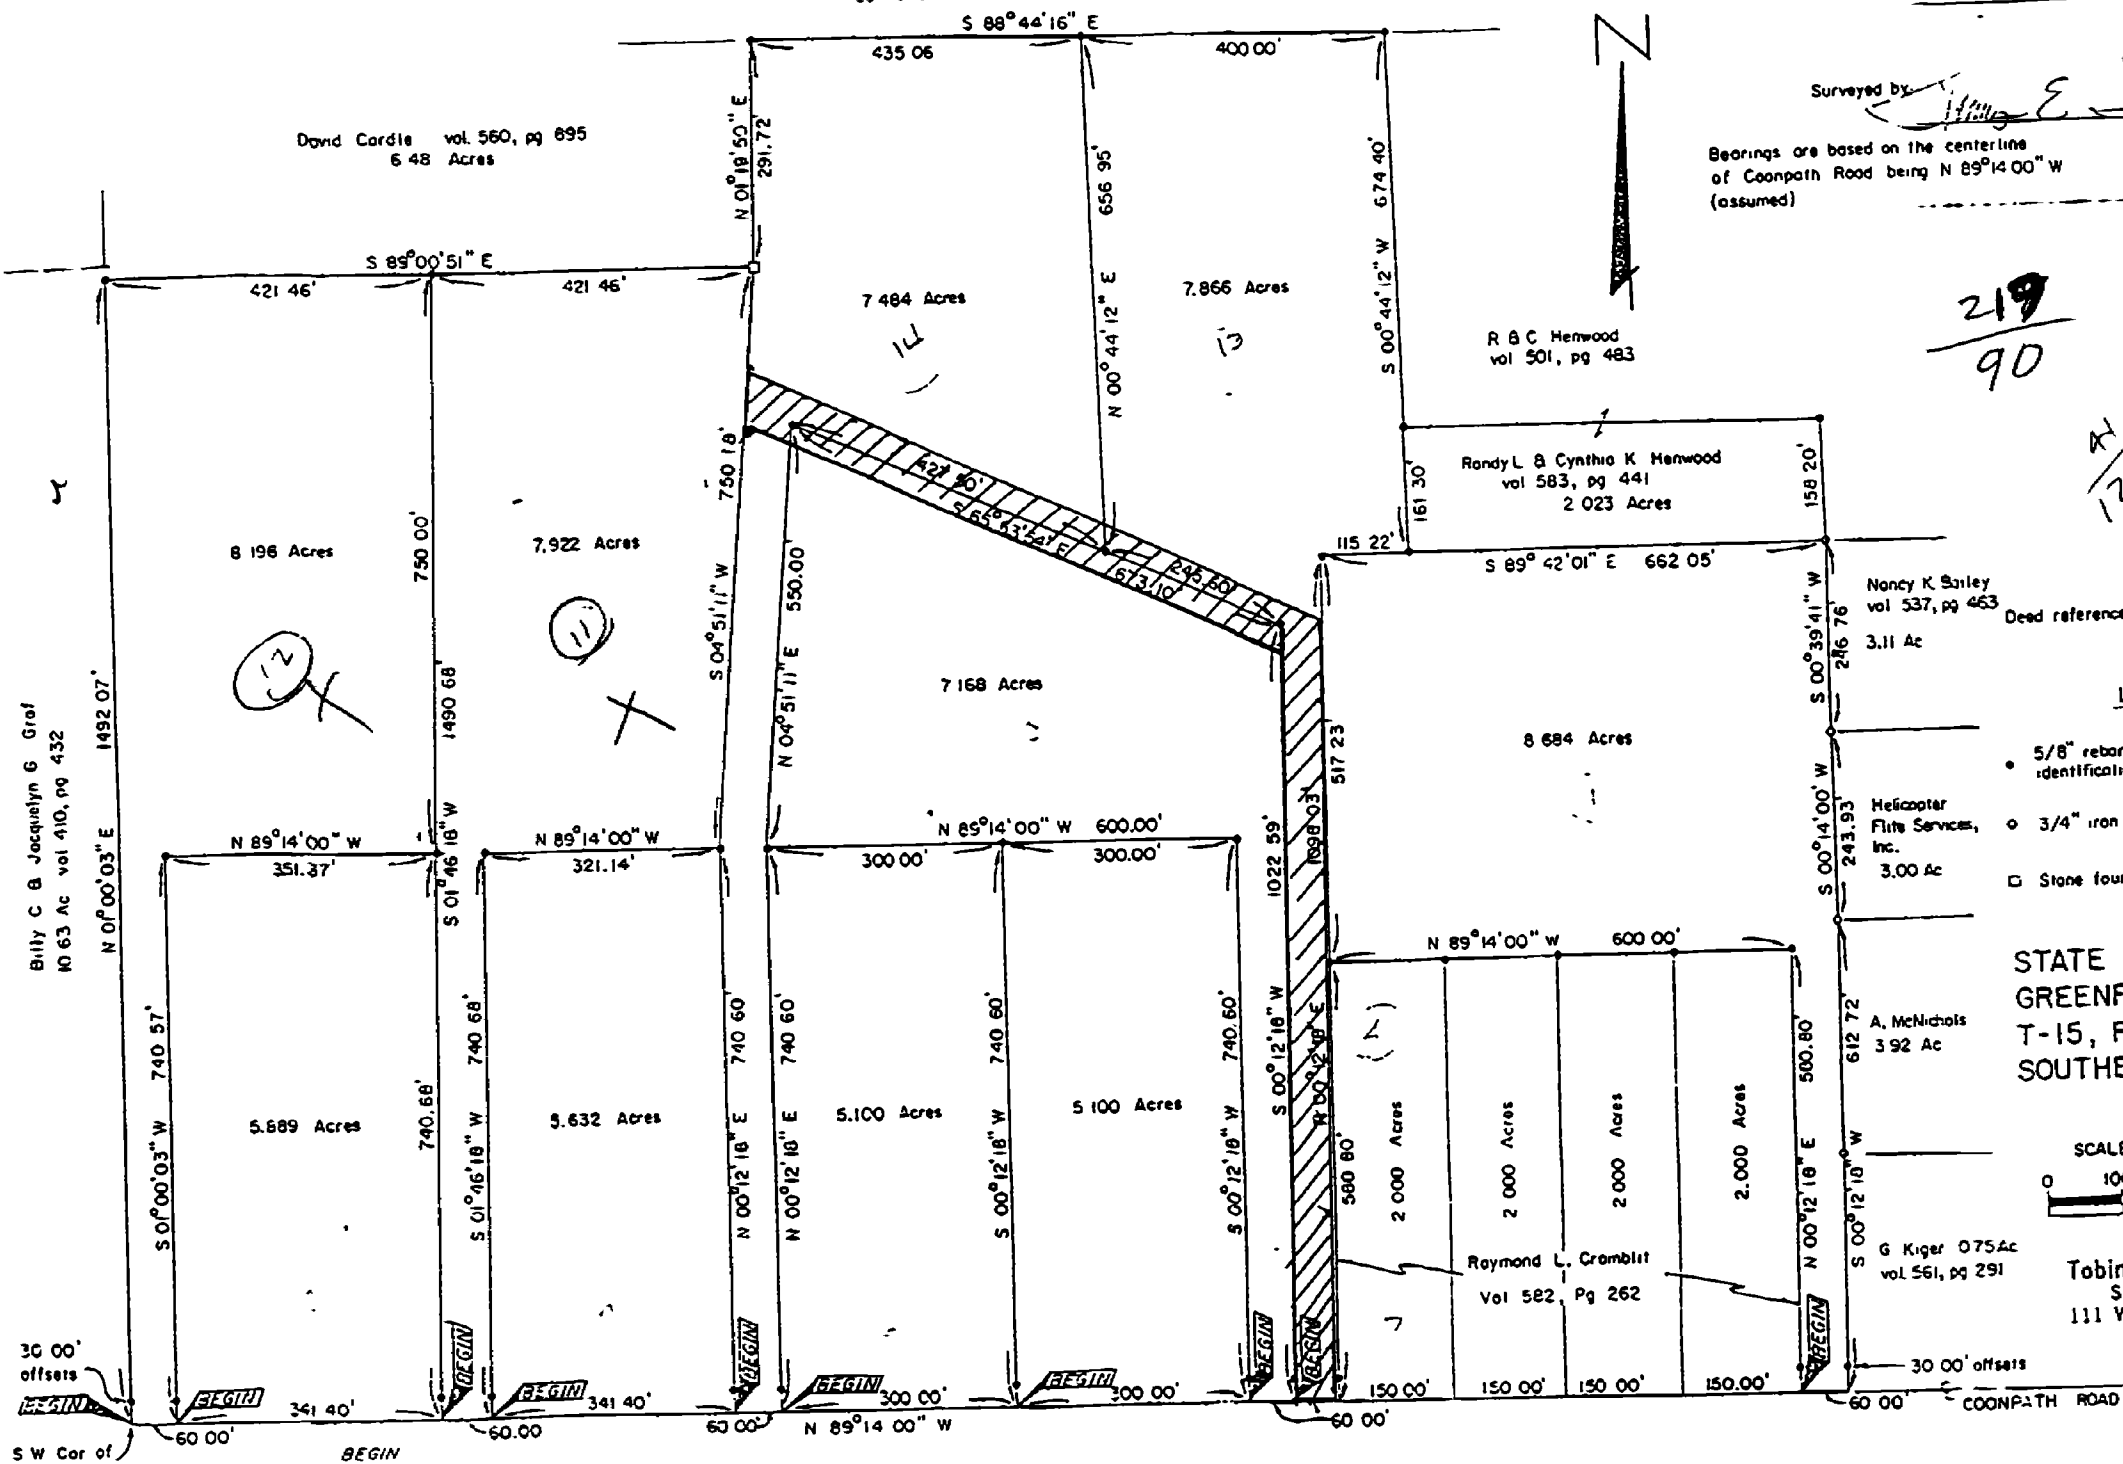 S 88°44'16" E
435 06
400 00'
N
Surveyed by
Bearings are based on the centerline
of Coonpath Road being N 89°14 00" W
(assumed)
David Cardle vol. 560, pg 695
6 48 Acres
N 01°19'50" E
291.72'
656 95'
N 00°44'12" E
674 40'
S 00°44'12" W
S 89°00'51" E
421 46'
421 46'
7 484 Acres
7.866 Acres
14
13
R & C Henwood
vol 501, pg 483
219
90
Randy L & Cynthia K Henwood
vol 583, pg 441
2 023 Acres
161 30'
158 20'
115 22'
S 89°42'01" E 662 05'
427 50'
S 65°53'54" E
245.60'
673.10'
750 18'
S 04°51'11" W
550.00'
N 04°51'11" E
8 196 Acres
750 00'
7.922 Acres
12
11
1490 68'
S 01°46'18" W
7 168 Acres
8 684 Acres
517 23'
1098 03'
1022 59'
Nancy K Bailey
vol 537, pg 463
3.11 Ac
S 00°39'41" W
246 76'
Deed reference
5/8" rebar
3/4" iron
Helicopter
Flite Services,
Inc.
3.00 Ac
S 00°14'00" W
243.93'
Billy C & Jacquelyn G Graf
10 63 Ac vol 410, pg 432
1492 07'
N 01°00'03" E
N 89°14'00" W
351.37'
N 89°14'00" W
321.14'
N 89°14'00" W 600.00'
300 00'
300.00'
N 89°14'00" W 600 00'
STATE
T-15,
A. McNichols
3 92 Ac
612 72'
S 00°12'18" W
740 57'
S 01°00'03" W
5.889 Acres
740.68'
740 68'
S 01°46'18" W
5.632 Acres
740 60'
N 00°12'18" E
740 60'
N 00°12'18" E
5.100 Acres
740 60'
S 00°12'18" W
5 100 Acres
740.60'
S 00°12'18" W
S 00°12'18" W
N 00°12'18" E
580 80'
2 000 Acres
2 000 Acres
2 000 Acres
2.000 Acres
580.80'
N 00°12'18" E
Raymond L. Cromblit
Vol 582, Pg 262
G Kiger 0 75 Ac
vol. 561, pg 291
0
111
30 00'
offsets
BEGIN
BEGIN
BEGIN
BEGIN
BEGIN
BEGIN
BEGIN
BEGIN
BEGIN
BEGIN
341 40'
341 40'
300 00'
300 00'
150 00'
150 00'
150 00'
150.00'
30 00' offsets
60 00'
60.00
60 00'
N 89°14 00" W
60 00'
60 00'
COONPATH ROAD
S W Cor of
BEGIN